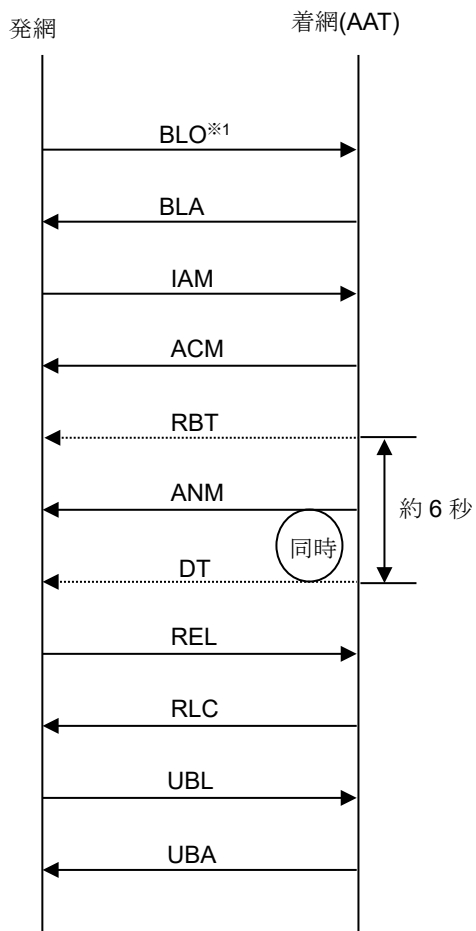 発網
着網(AAT)
BLO※1
BLA
IAM
ACM
RBT
ANM
約 6 秒
同時
DT
REL
RLC
UBL
UBA